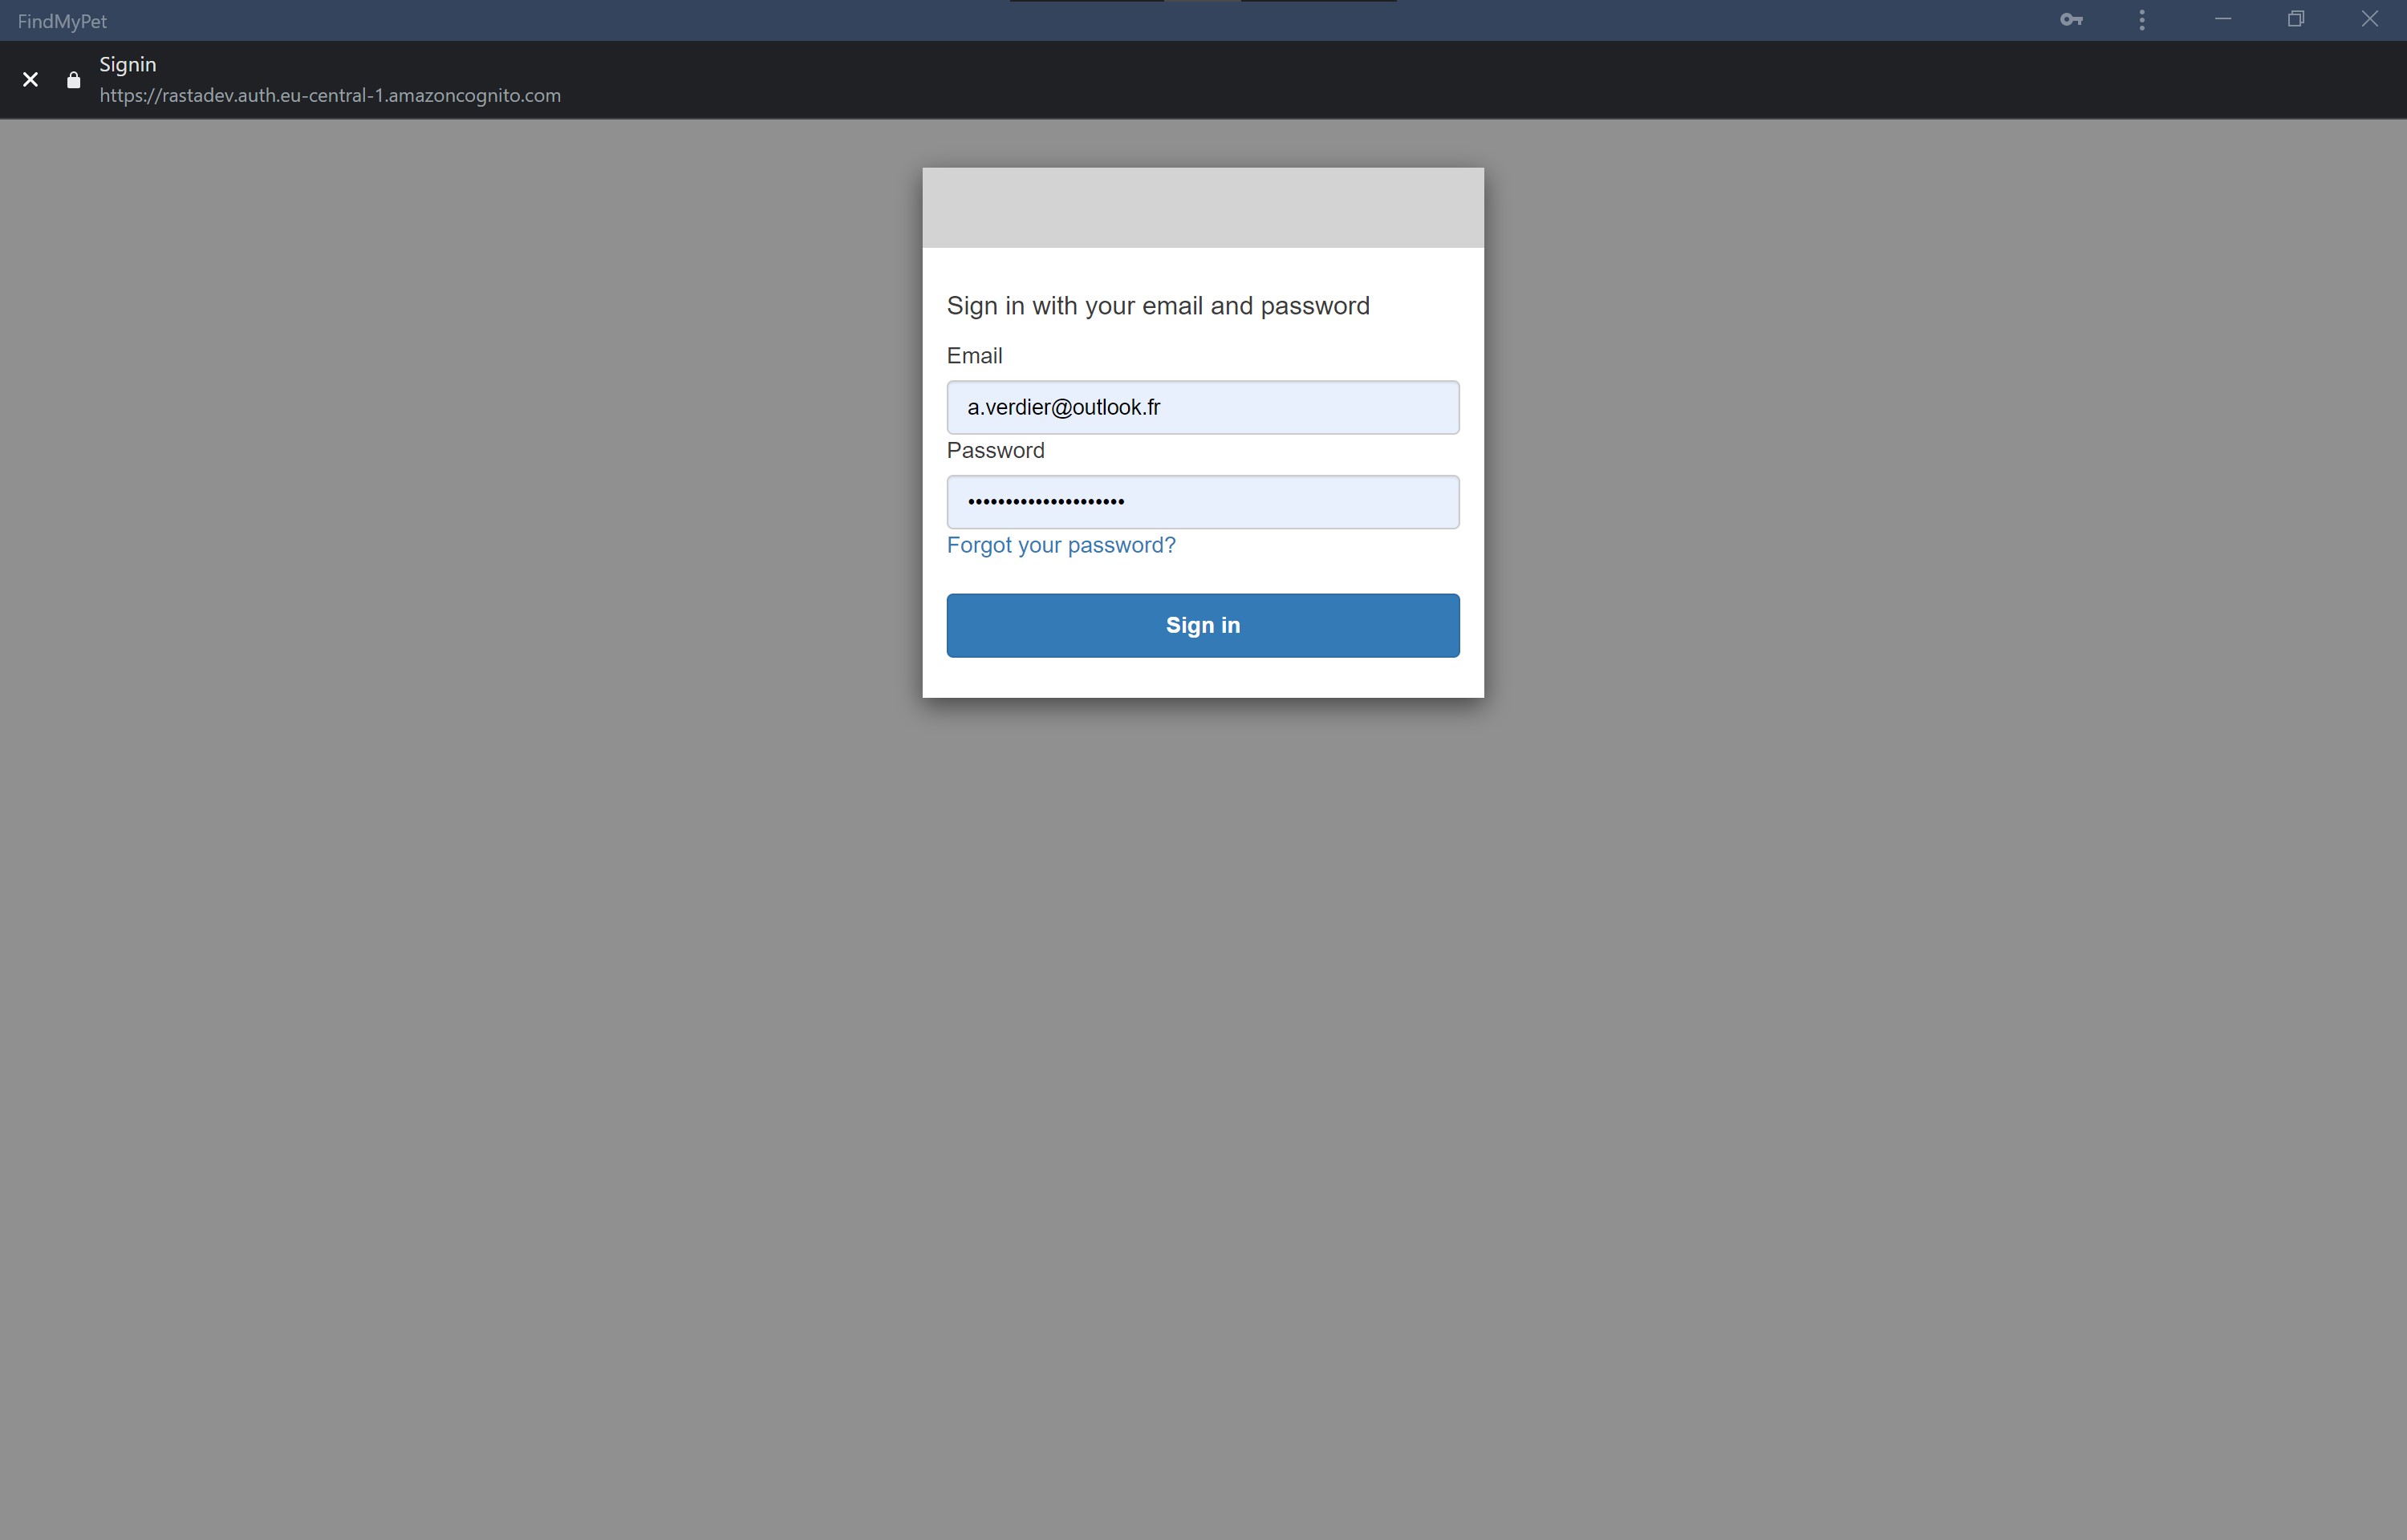 FindMyPet
Signin
https://rastadev.auth.eu-central-1.amazoncognito.com
Sign in with your email and password
Email
a.verdier@outlook.fr
Password
•••••••••••••••••••••
Forgot your password?
Sign in